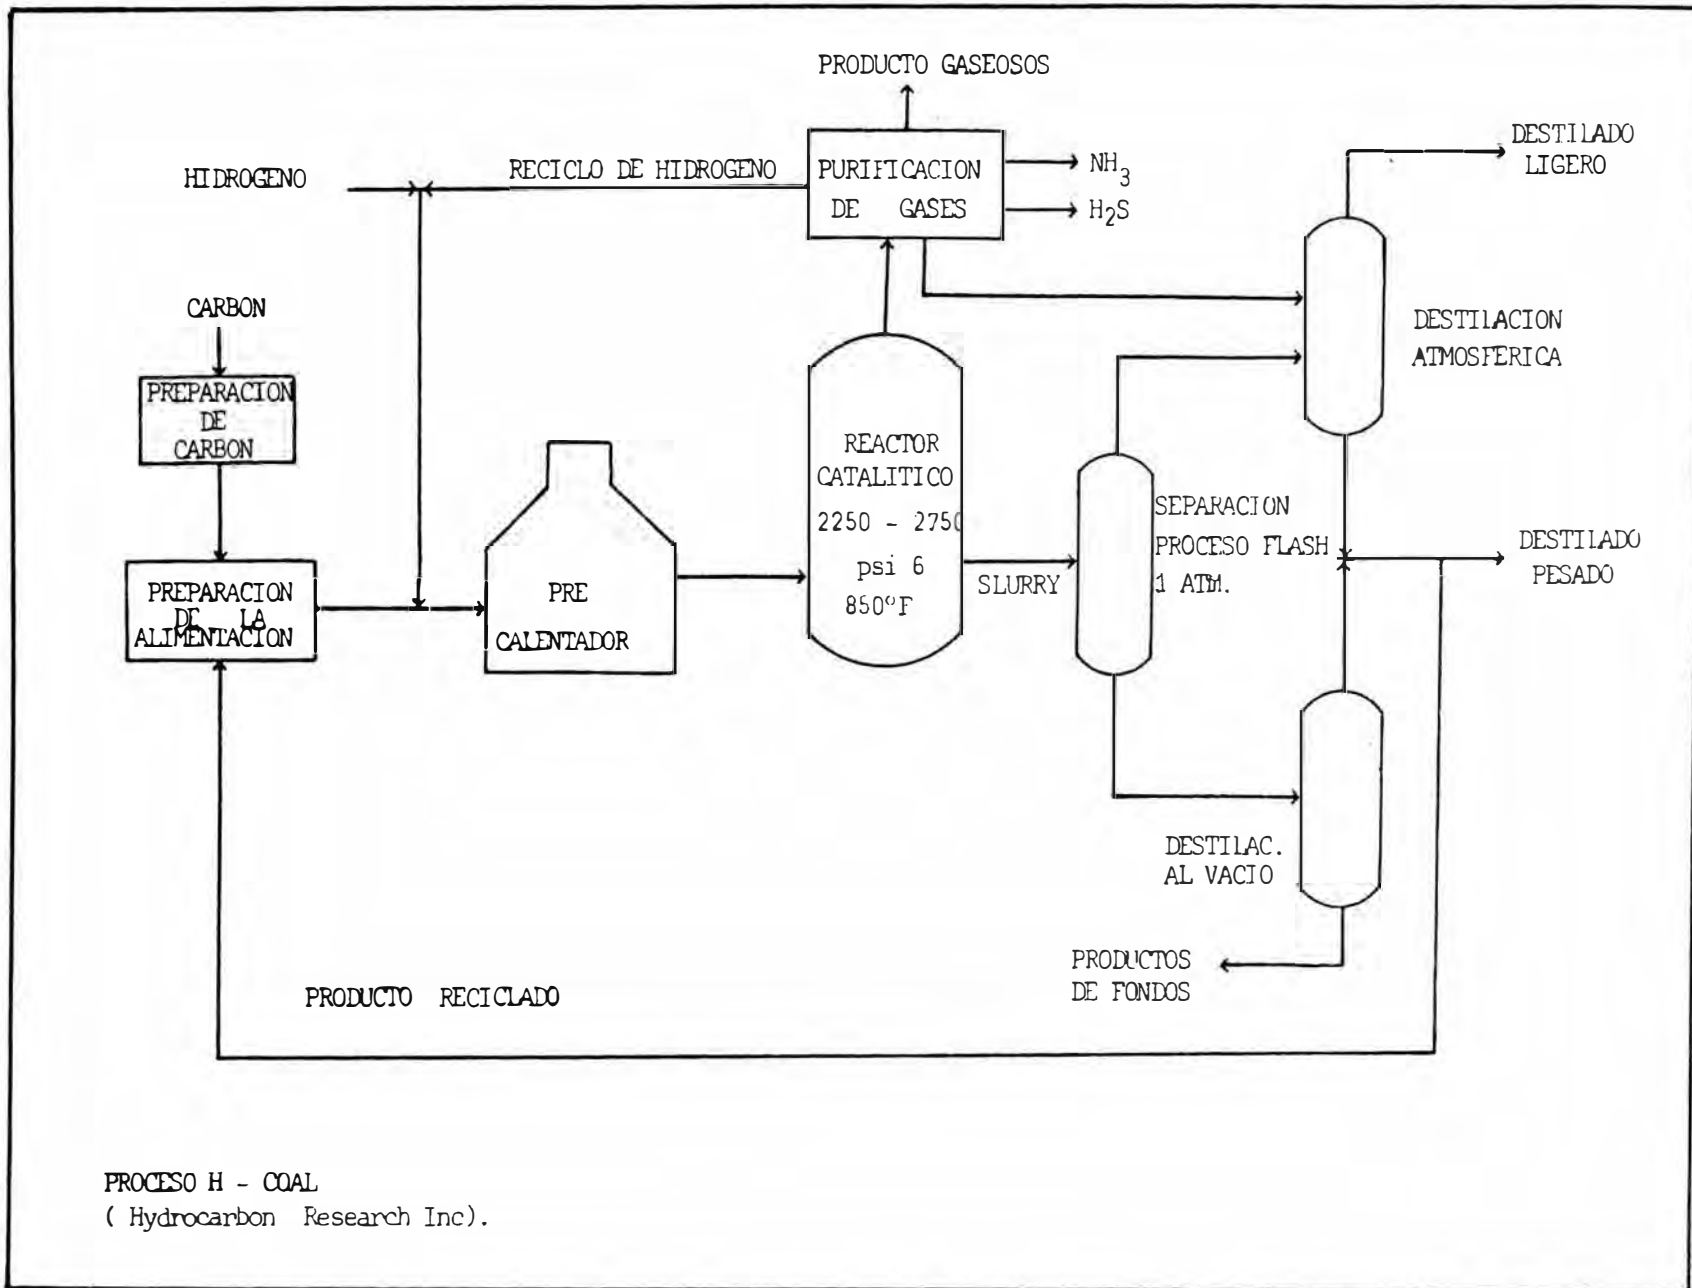 PRODUCTO GASEOSOS
HIDROGENO
RECICLO DE HIDROGENO
PURIFICACION
DE GASES
NH3
H2S
DESTILADO
LIGERO
CARBON
PREPARACION
DE
CARBON
DESTILACION
ATMOSFERICA
REACTOR
CATALITICO
2250 - 2750
psi 6
850°F
SEPARACION
PROCESO FLASH
1 ATM.
SLURRY
DESTILADO
PESADO
PREPARACION
DE LA
ALIMENTACION
PRE
CALENTADOR
DESTILAC.
AL VACIO
PRODUCTOS
DE FONDOS
PRODUCTO RECICLADO
PROCESO H - COAL
( Hydrocarbon Research Inc).